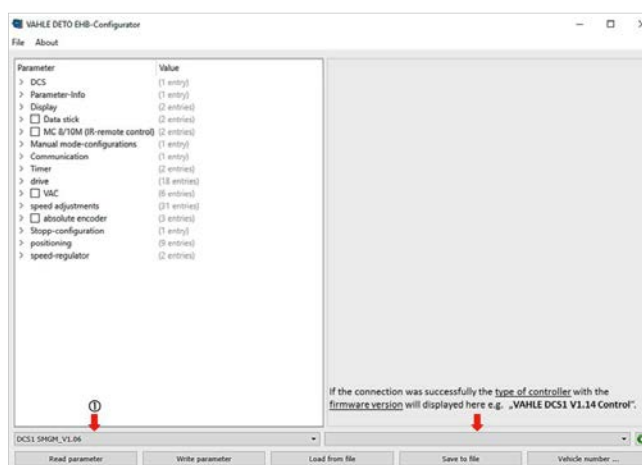 VAHLE DETO EHB-Configurator
File About
Parameter Value
DCS (1 entry)
Parameter-Info (1 entry)
Display (2 entries)
Data stick (2 entries)
MC 8/10M (IR-remote control) (2 entries)
Manual mode-configurations (1 entry)
Communication (1 entry)
Timer (2 entries)
drive (18 entries)
VAC (6 entries)
speed adjustments (31 entries)
absolute encoder (3 entries)
Stopp-configuration (1 entry)
positioning (9 entries)
speed-regulator (2 entries)
If the connection was successfully the type of controller with the
firmware version will displayed here e.g. „VAHLE DCS1 V1.14 Control“.
①
DCS1 SMGM_V1.06
Read parameter Write parameter Load from file Save to file Vehicle number ...